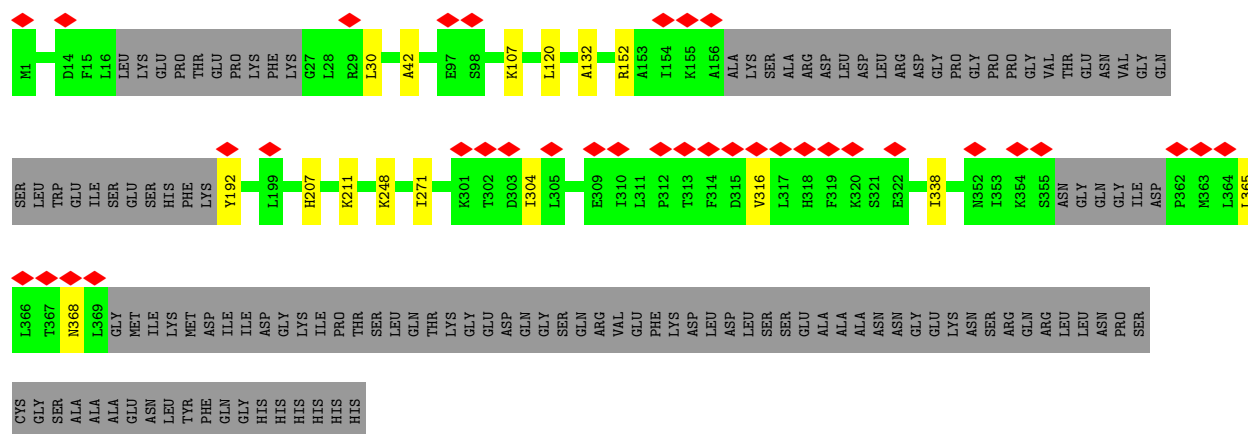 M1 D14 F15 L16 LEU LYS GLU PRO THR GLU PRO LYS PHE LYS G27 L28 R29 L30 A42 E97 S98 K107 L120 A132 R152 A153 I154 K155 A156 ALA LYS SER ALA ARG ASP LEU ASP LEU ARG ASP GLY PRO GLY PRO PRO GLY VAL THR GLU ASN VAL GLY GLN
SER LEU TRP GLU ILE SER GLU SER HIS PHE LYS Y192 L199 H207 K211 K248 I271 K301 T302 D303 I304 L305 E309 I310 L311 P312 T313 F314 D315 V316 L317 H318 F319 K320 S321 E322 I338 N352 I353 K354 S355 ASN GLY GLN GLY ILE ASP P362 M363 L364 L365
L366 T367 N368 L369 GLY MET ILE LYS MET ASP ILE ILE ASP GLY LYS ILE PRO THR SER LEU GLN THR LYS GLY GLU ASP GLN GLY SER GLN ARG VAL GLU PHE LYS ASP LEU ASP LEU SER SER GLU ALA ALA ALA ASN ASN GLY GLU LYS ASN SER ARG GLN ARG LEU LEU ASN PRO SER
CYS GLY SER ALA ALA ALA GLU ASN LEU TYR PHE GLN GLY HIS HIS HIS HIS HIS HIS